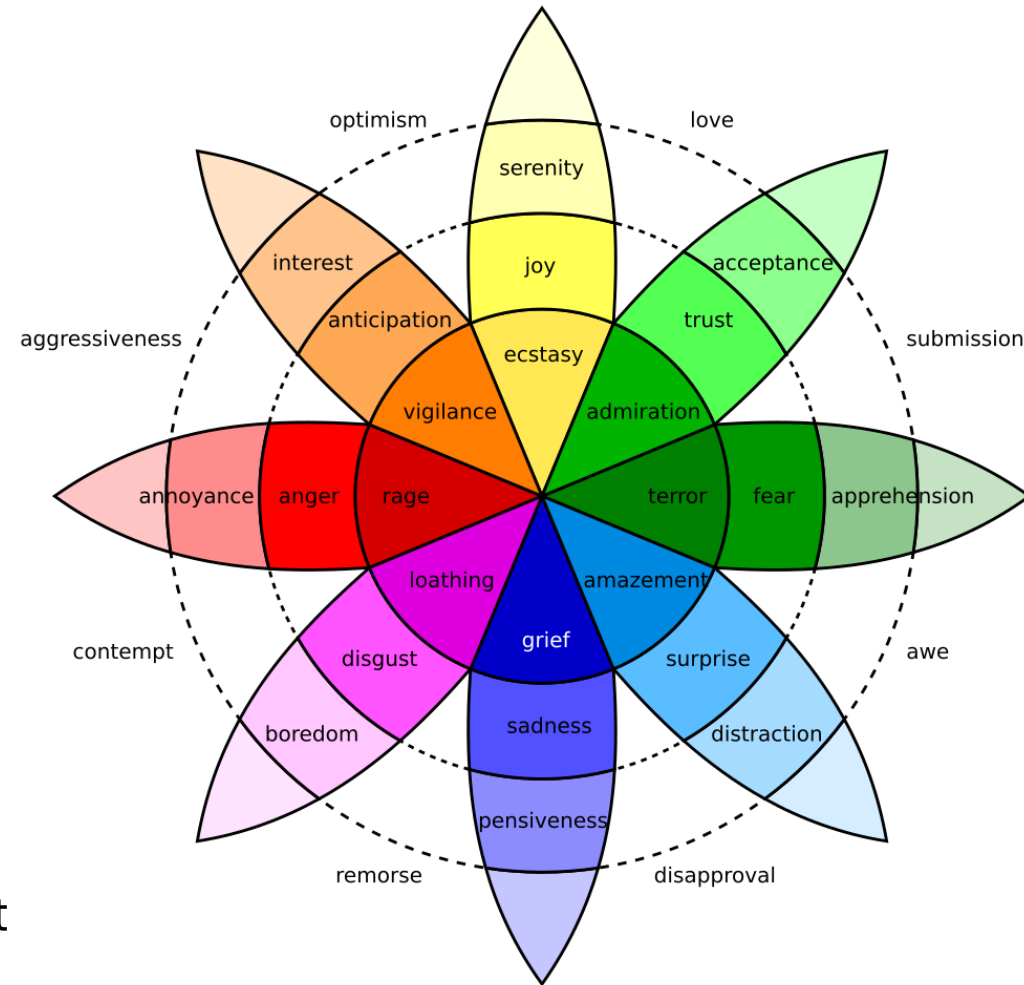 optimism
love
serenity
interest
acceptance
joy
anticipation
trust
aggressiveness
submission
ecstasy
vigilance
admiration
annoyance anger rage terror fear apprehension
loathing
amazement
grief
contempt
awe
disgust
surprise
sadness
boredom
distraction
pensiveness
remorse
disapproval
t